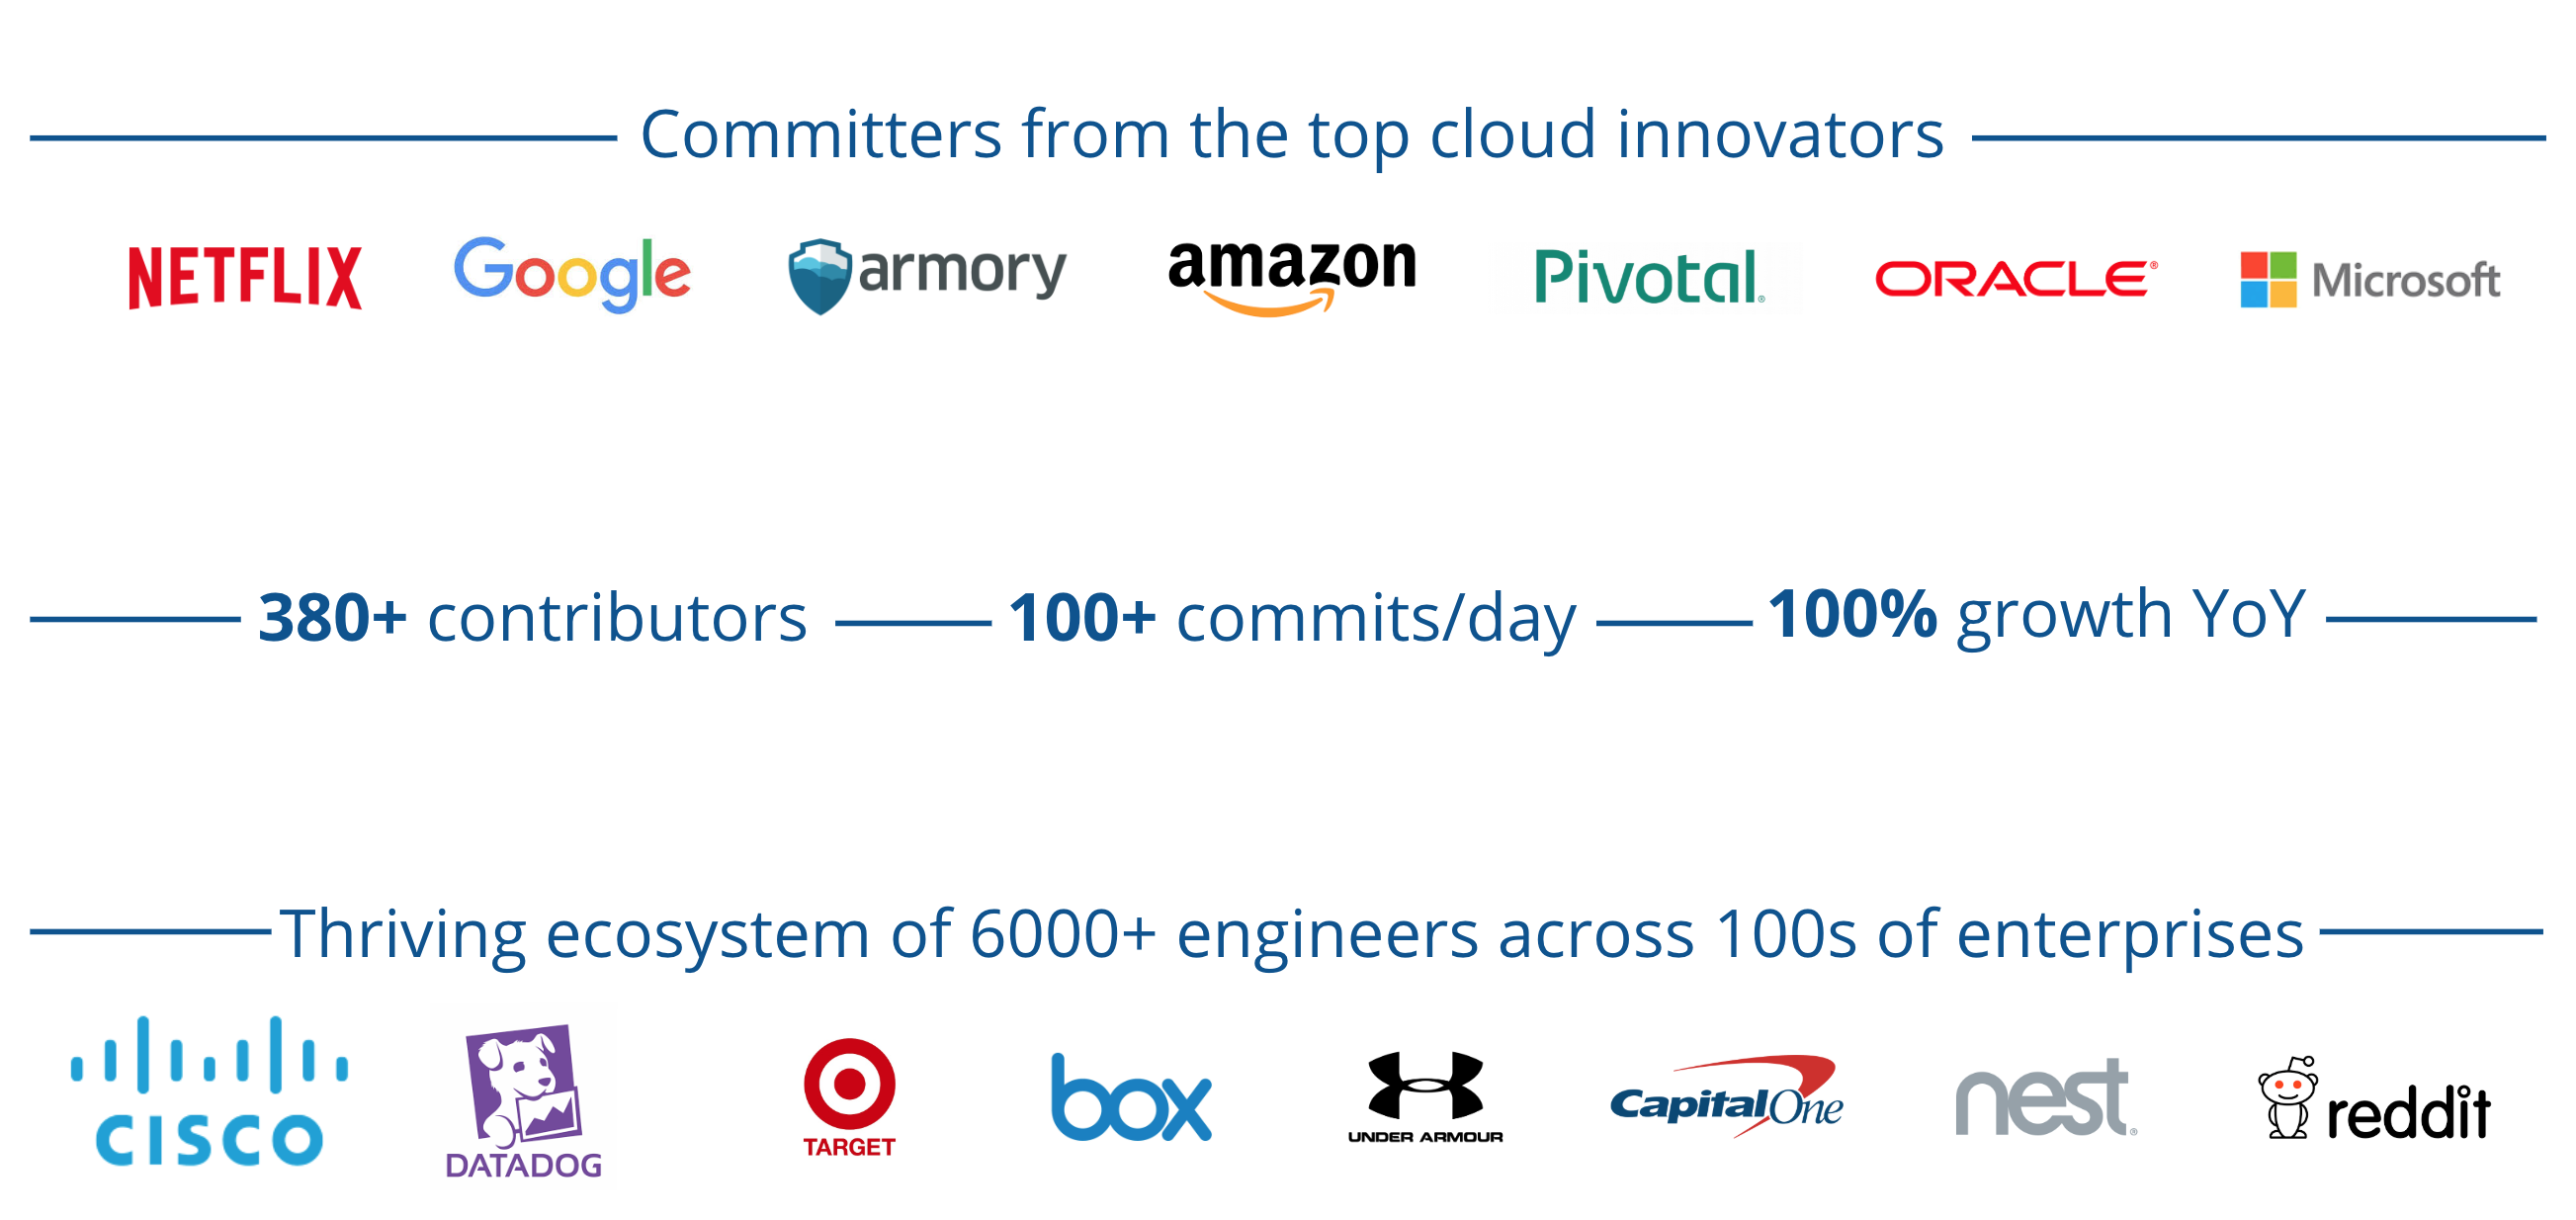 Committers from the top cloud innovators
NETFLIX Google armory amazon Pivotal® ORACLE® Microsoft
380+ contributors 100+ commits/day 100% growth YoY
Thriving ecosystem of 6000+ engineers across 100s of enterprises
CISCO DATADOG TARGET box UNDER ARMOUR CapitalOne nest® reddit